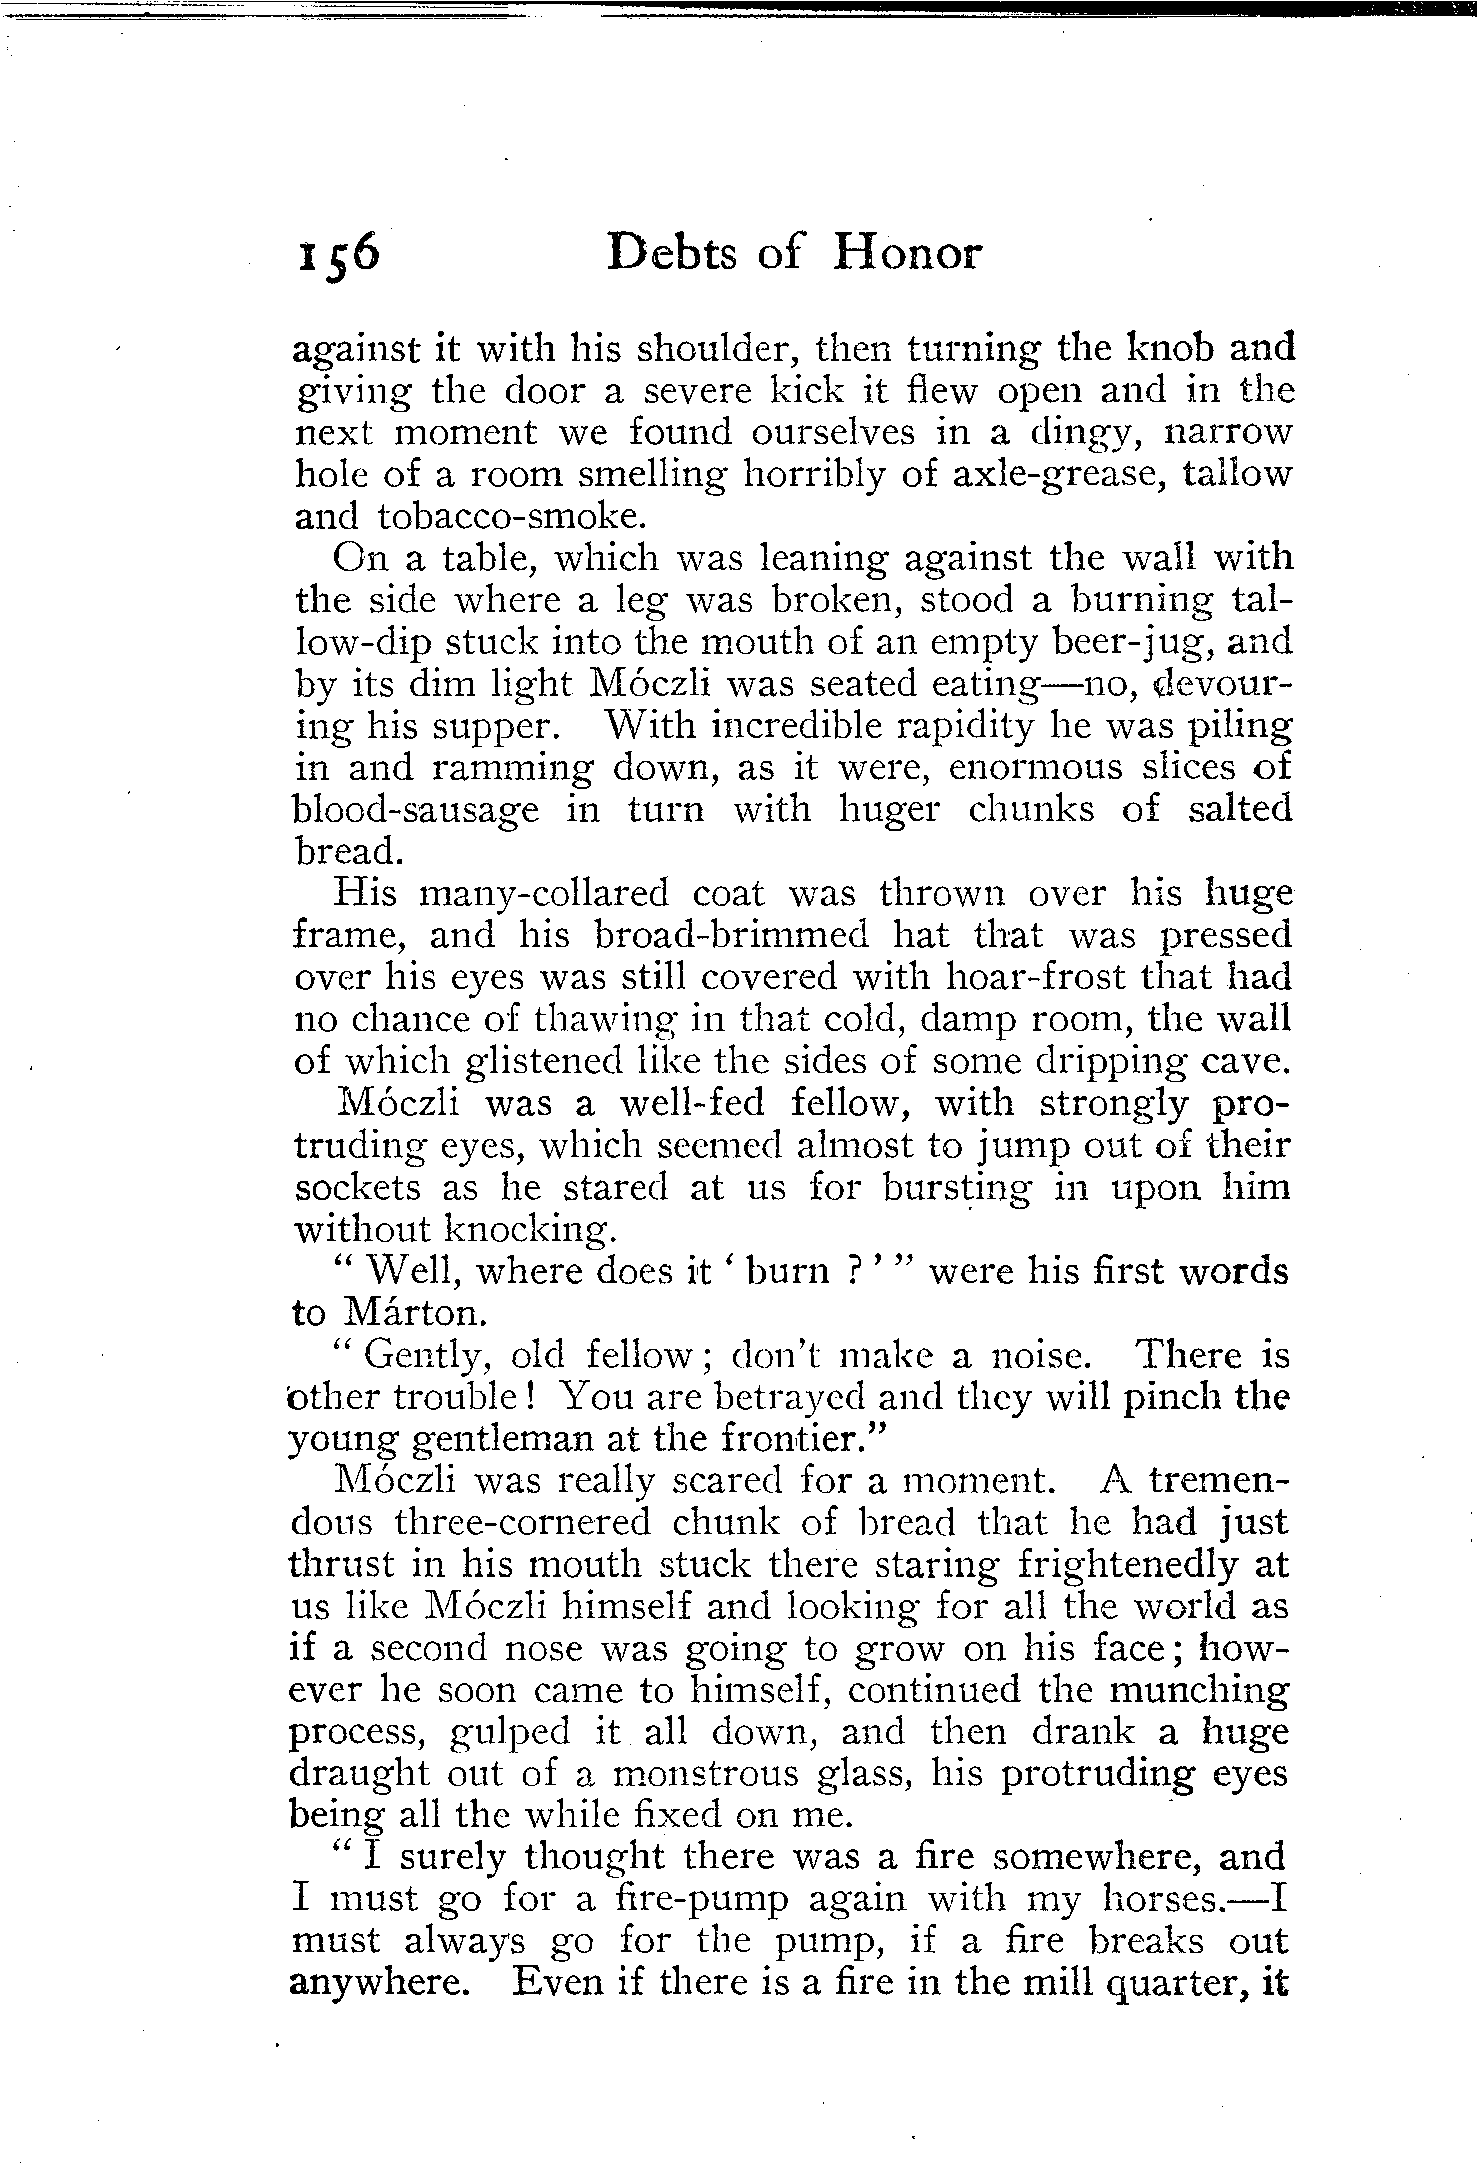 156 Debts of Honor
against it with his shoulder, then turning the knob and
giving the door a severe kick it flew open and in the
next moment we found ourselves in a dingy, narrow
hole of a room smelling horribly of axle-grease, tallow
and tobacco-smoke.
On a table, which was leaning against the wall with
the side where a leg was broken, stood a burning tal-
low-dip stuck into the mouth of an empty beer-jug, and
by its dim light Móczli was seated eating—no, devour-
ing his supper. With incredible rapidity he was piling
in and ramming down, as it were, enormous slices of
blood-sausage in turn with huger chunks of salted
bread.
His many-collared coat was thrown over his huge
frame, and his broad-brimmed hat that was pressed
over his eyes was still covered with hoar-frost that had
no chance of thawing in that cold, damp room, the wall
of which glistened like the sides of some dripping cave.
Móczli was a well-fed fellow, with strongly pro-
truding eyes, which seemed almost to jump out of their
sockets as he stared at us for bursting in upon him
without knocking.
“ Well, where does it ‘ burn ? ’ ” were his first words
to Márton.
“ Gently, old fellow ; don't make a noise. There is
other trouble ! You are betrayed and they will pinch the
young gentleman at the frontier.”
Móczli was really scared for a moment. A tremen-
dous three-cornered chunk of bread that he had just
thrust in his mouth stuck there staring frightenedly at
us like Móczli himself and looking for all the world as
if a second nose was going to grow on his face ; how-
ever he soon came to himself, continued the munching
process, gulped it all down, and then drank a huge
draught out of a monstrous glass, his protruding eyes
being all the while fixed on me.
“ I surely thought there was a fire somewhere, and
I must go for a fire-pump again with my horses.—I
must always go for the pump, if a fire breaks out
anywhere. Even if there is a fire in the mill quarter, it